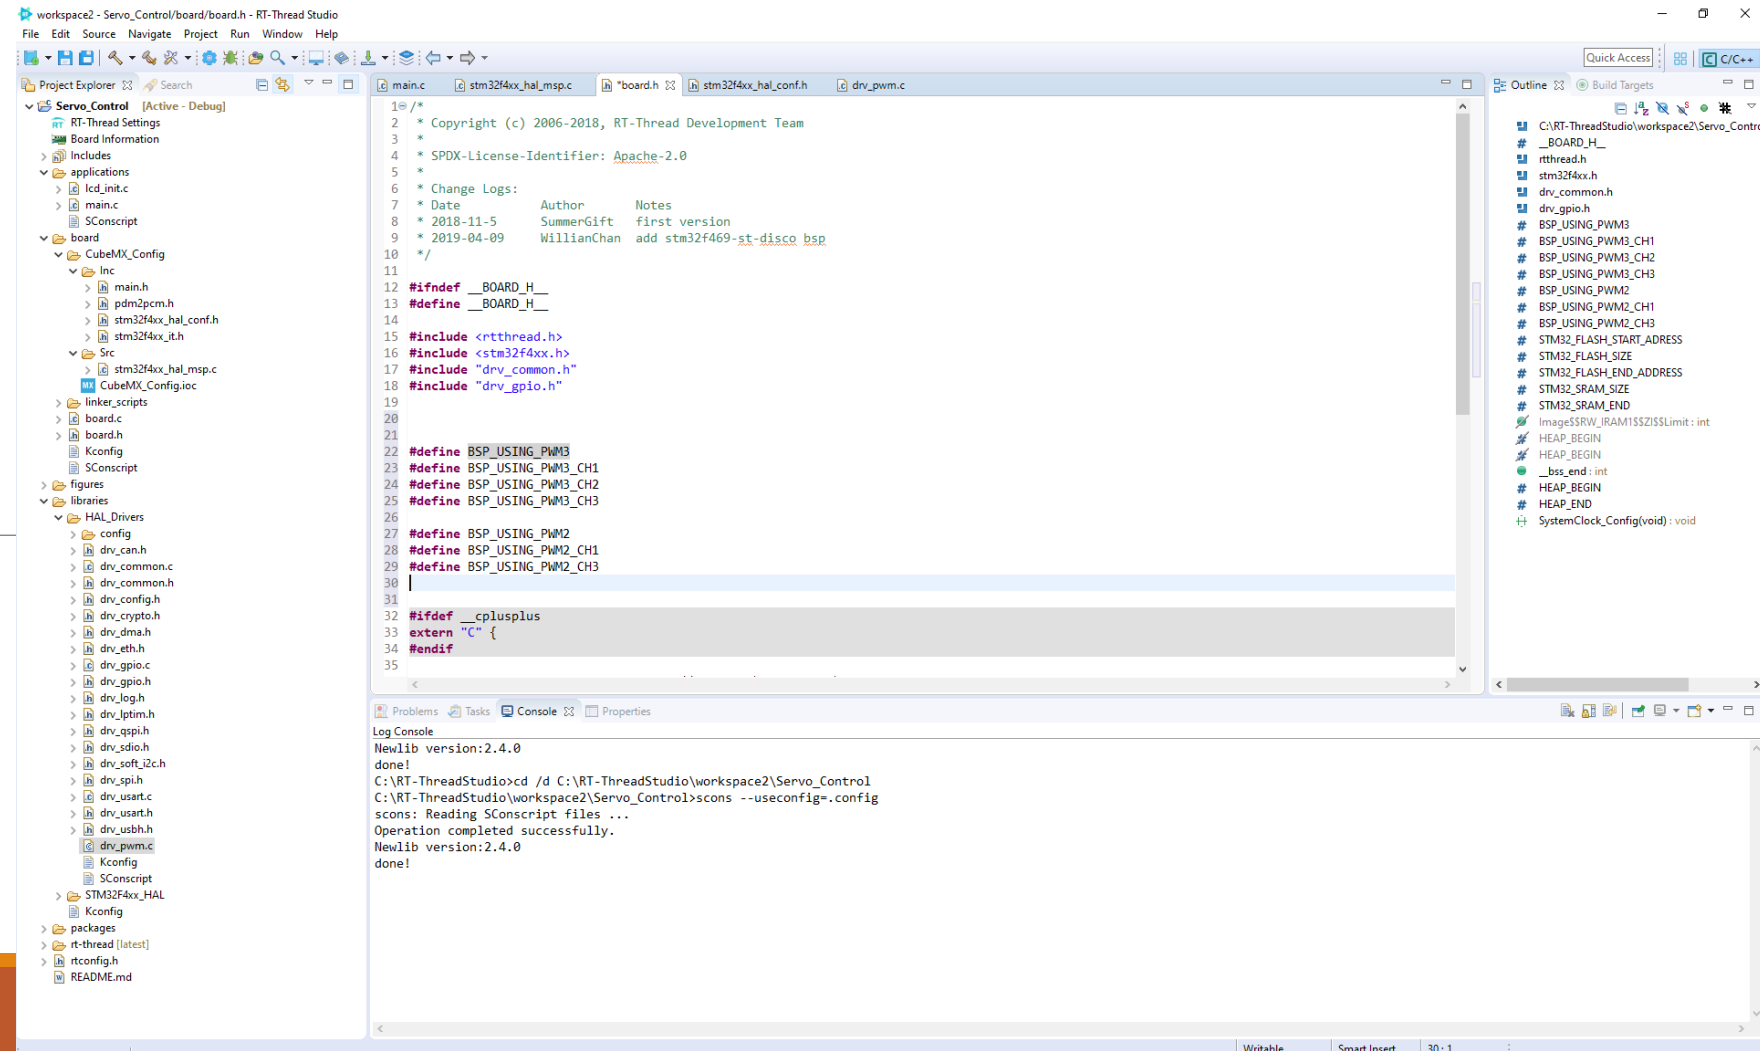 workspace2 - Servo_Control/board/board.h - RT-Thread Studio
File Edit Source Navigate Project Run Window Help
Quick Access C/C++
Project Explorer Search
Servo_Control [Active - Debug]
RT-Thread Settings
Board Information
Includes
applications
lcd_init.c
main.c
SConscript
board
CubeMX_Config
Inc
main.h
pdm2pcm.h
stm32f4xx_hal_conf.h
stm32f4xx_it.h
Src
stm32f4xx_hal_msp.c
MX CubeMX_Config.ioc
linker_scripts
board.c
board.h
Kconfig
SConscript
figures
libraries
HAL_Drivers
config
drv_can.h
drv_common.c
drv_common.h
drv_config.h
drv_crypto.h
drv_dma.h
drv_eth.h
drv_gpio.c
drv_gpio.h
drv_log.h
drv_lptim.h
drv_qspi.h
drv_sdio.h
drv_soft_i2c.h
drv_spi.h
drv_usart.c
drv_usart.h
drv_usbh.h
drv_pwm.c
Kconfig
SConscript
STM32F4xx_HAL
Kconfig
packages
rt-thread [latest]
rtconfig.h
README.md
main.c stm32f4xx_hal_msp.c *board.h stm32f4xx_hal_conf.h drv_pwm.c
1 /*
2 * Copyright (c) 2006-2018, RT-Thread Development Team
3 *
4 * SPDX-License-Identifier: Apache-2.0
5 *
6 * Change Logs:
7 * Date Author Notes
8 * 2018-11-5 SummerGift first version
9 * 2019-04-09 WillianChan add stm32f469-st-disco bsp
10 */
11
12 #ifndef __BOARD_H__
13 #define __BOARD_H__
14
15 #include <rtthread.h>
16 #include <stm32f4xx.h>
17 #include "drv_common.h"
18 #include "drv_gpio.h"
19
20
21
22 #define BSP_USING_PWM3
23 #define BSP_USING_PWM3_CH1
24 #define BSP_USING_PWM3_CH2
25 #define BSP_USING_PWM3_CH3
26
27 #define BSP_USING_PWM2
28 #define BSP_USING_PWM2_CH1
29 #define BSP_USING_PWM2_CH3
30
31
32 #ifdef __cplusplus
33 extern "C" {
34 #endif
35
Outline Build Targets
C:\RT-ThreadStudio\workspace2\Servo_Contro
__BOARD_H__
rtthread.h
stm32f4xx.h
drv_common.h
drv_gpio.h
BSP_USING_PWM3
BSP_USING_PWM3_CH1
BSP_USING_PWM3_CH2
BSP_USING_PWM3_CH3
BSP_USING_PWM2
BSP_USING_PWM2_CH1
BSP_USING_PWM2_CH3
STM32_FLASH_START_ADRESS
STM32_FLASH_SIZE
STM32_FLASH_END_ADDRESS
STM32_SRAM_SIZE
STM32_SRAM_END
Image$$RW_IRAM1$$ZI$$Limit : int
HEAP_BEGIN
HEAP_BEGIN
__bss_end : int
HEAP_BEGIN
HEAP_END
SystemClock_Config(void) : void
Problems Tasks Console Properties
Log Console
Newlib version:2.4.0
done!
C:\RT-ThreadStudio>cd /d C:\RT-ThreadStudio\workspace2\Servo_Control
C:\RT-ThreadStudio\workspace2\Servo_Control>scons --useconfig=.config
scons: Reading SConscript files ...
Operation completed successfully.
Newlib version:2.4.0
done!
Writable Smart Insert 30 : 1